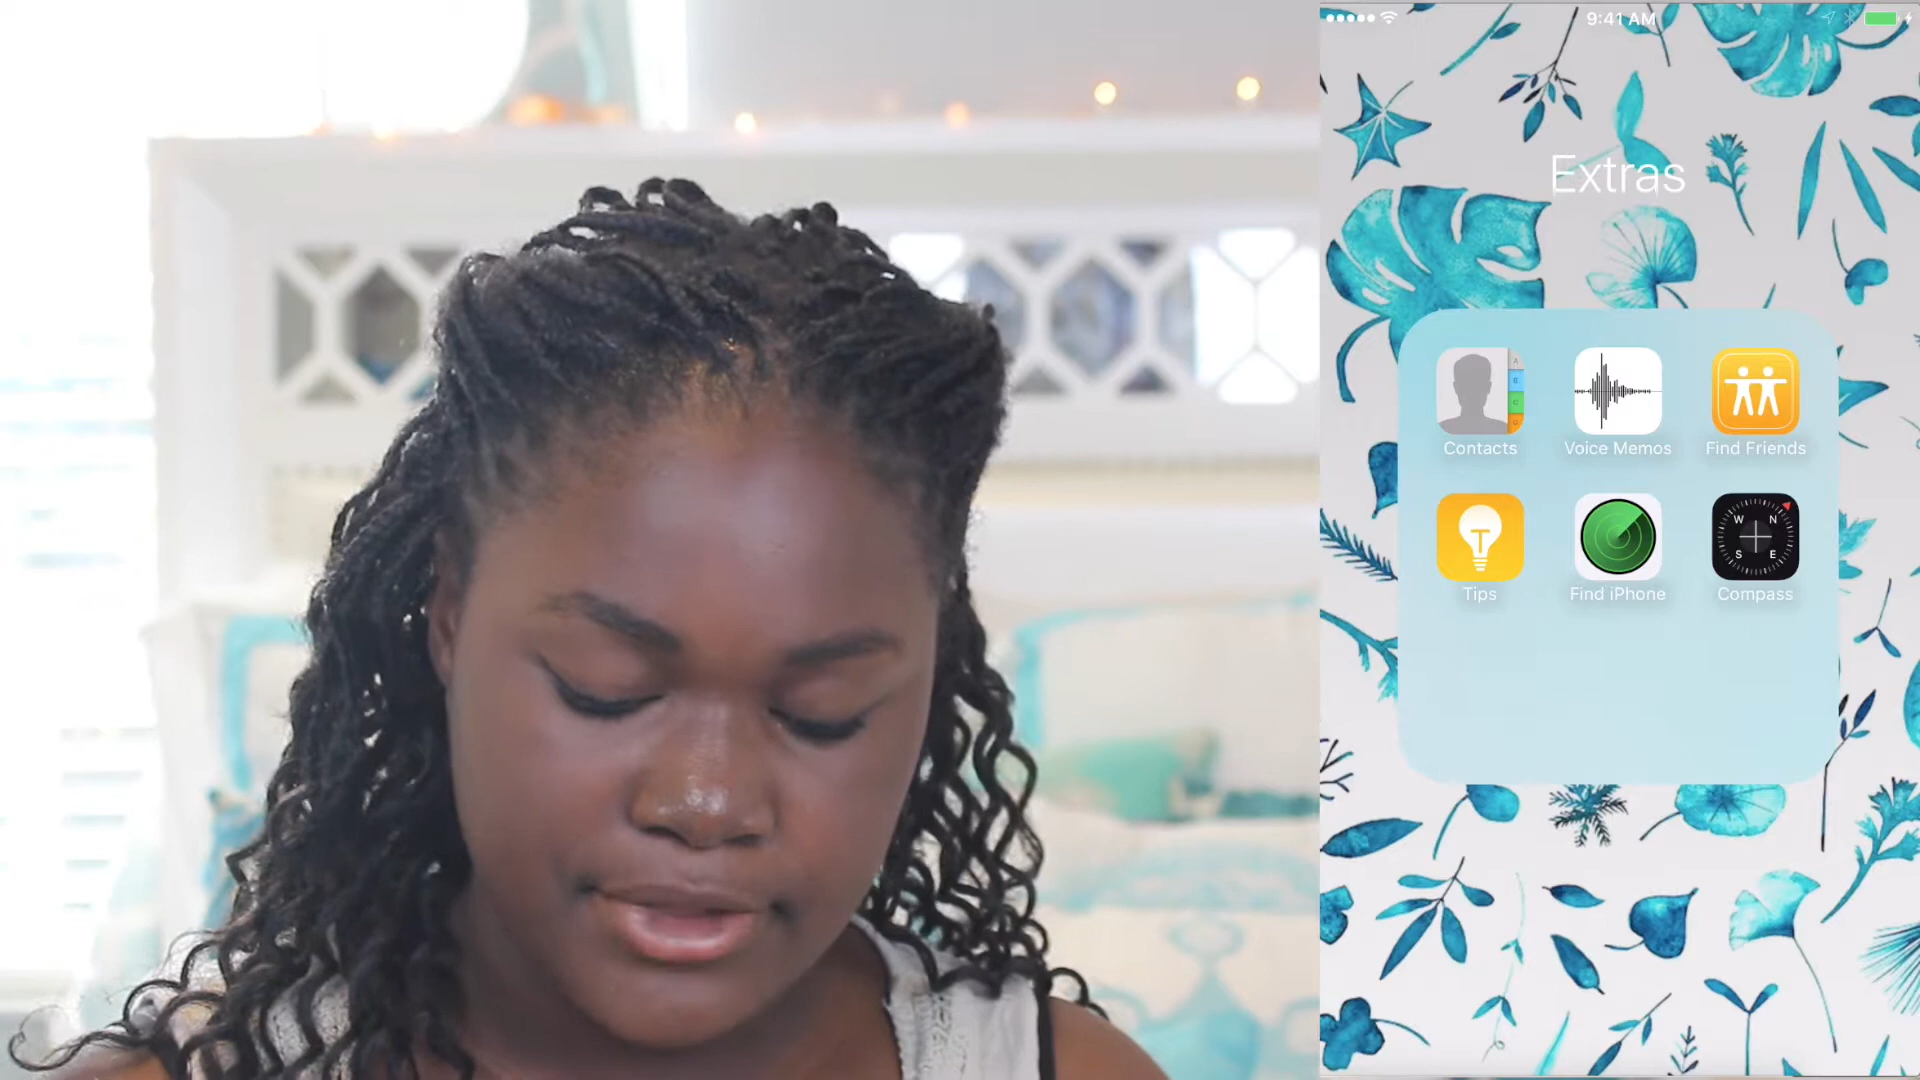 9:41 AM
Extras
A
B
C
Contacts
Voice Memos
Find Friends
T
W N
S E
Tips
Find iPhone
Compass